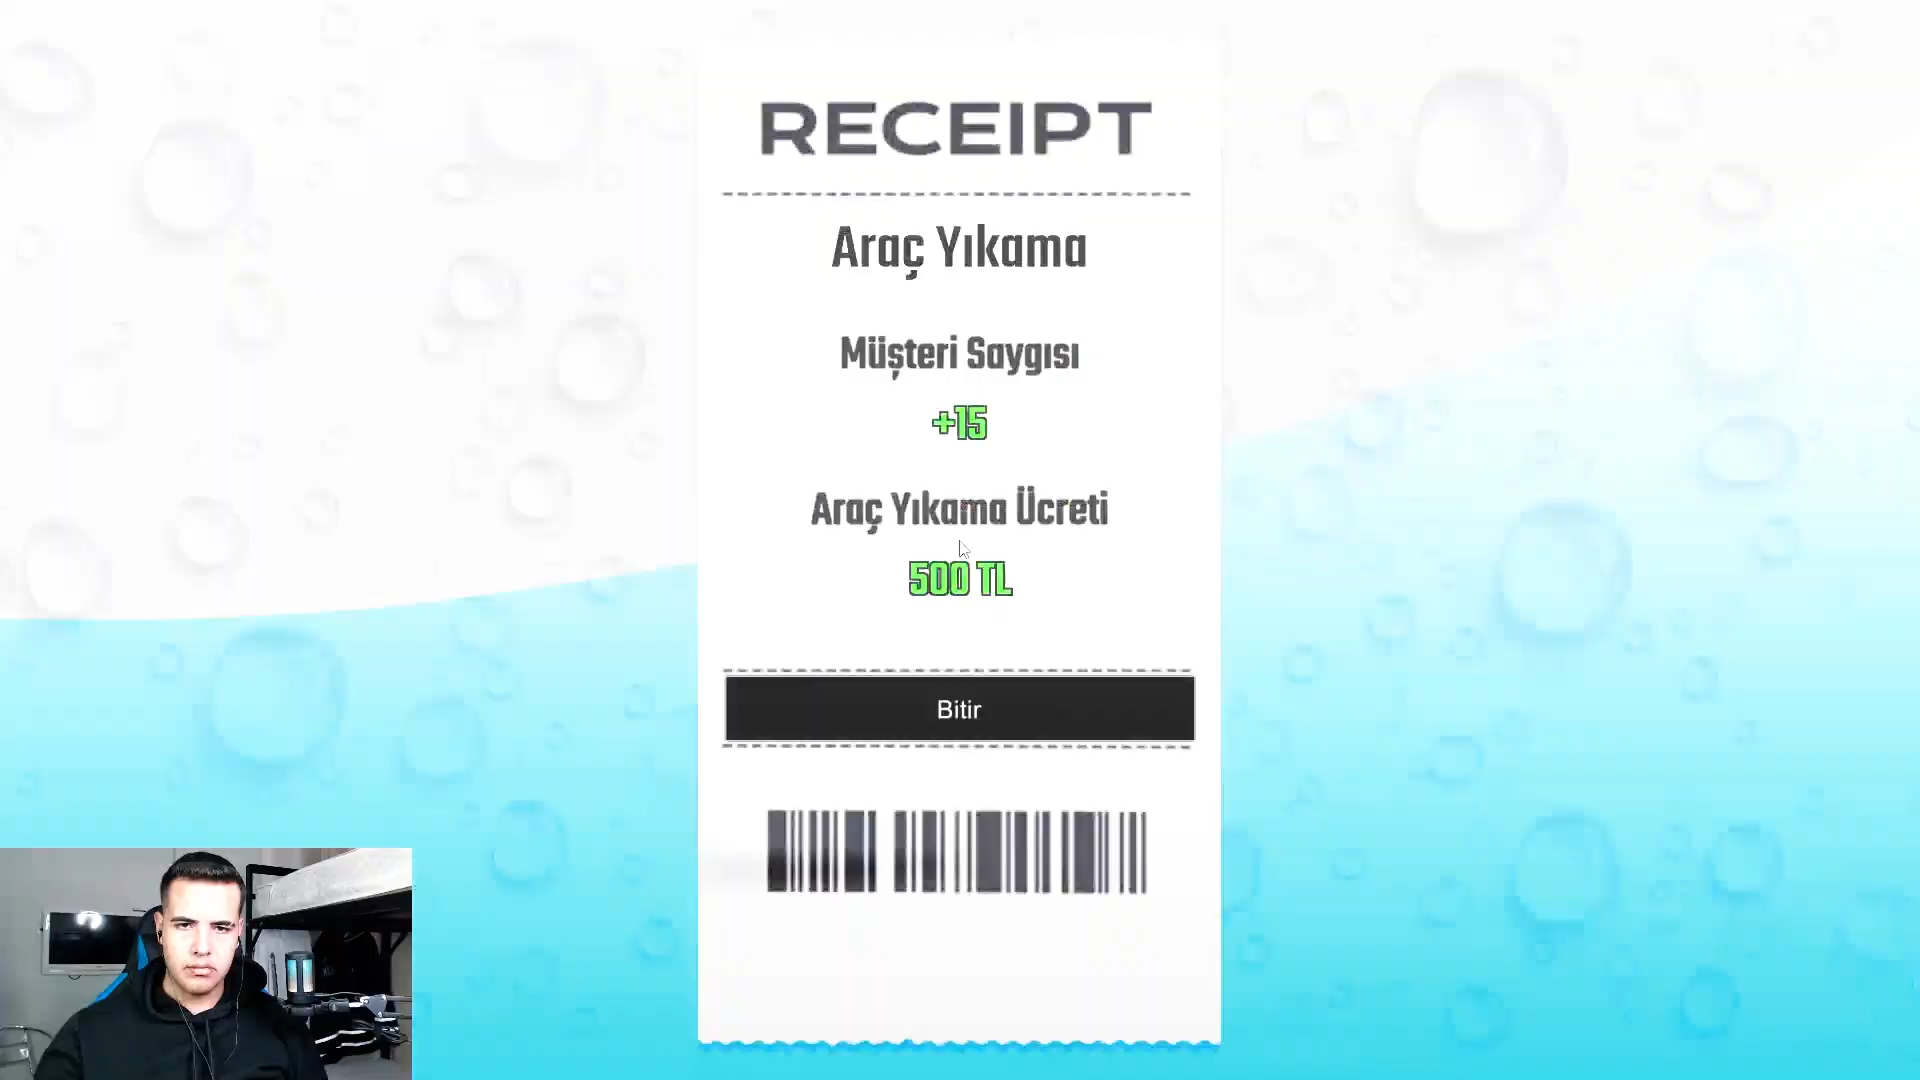 RECEIPT
Araç Yıkama
Müşteri Saygısı
+15
Araç Yıkama Ücreti
500 TL
Bitir